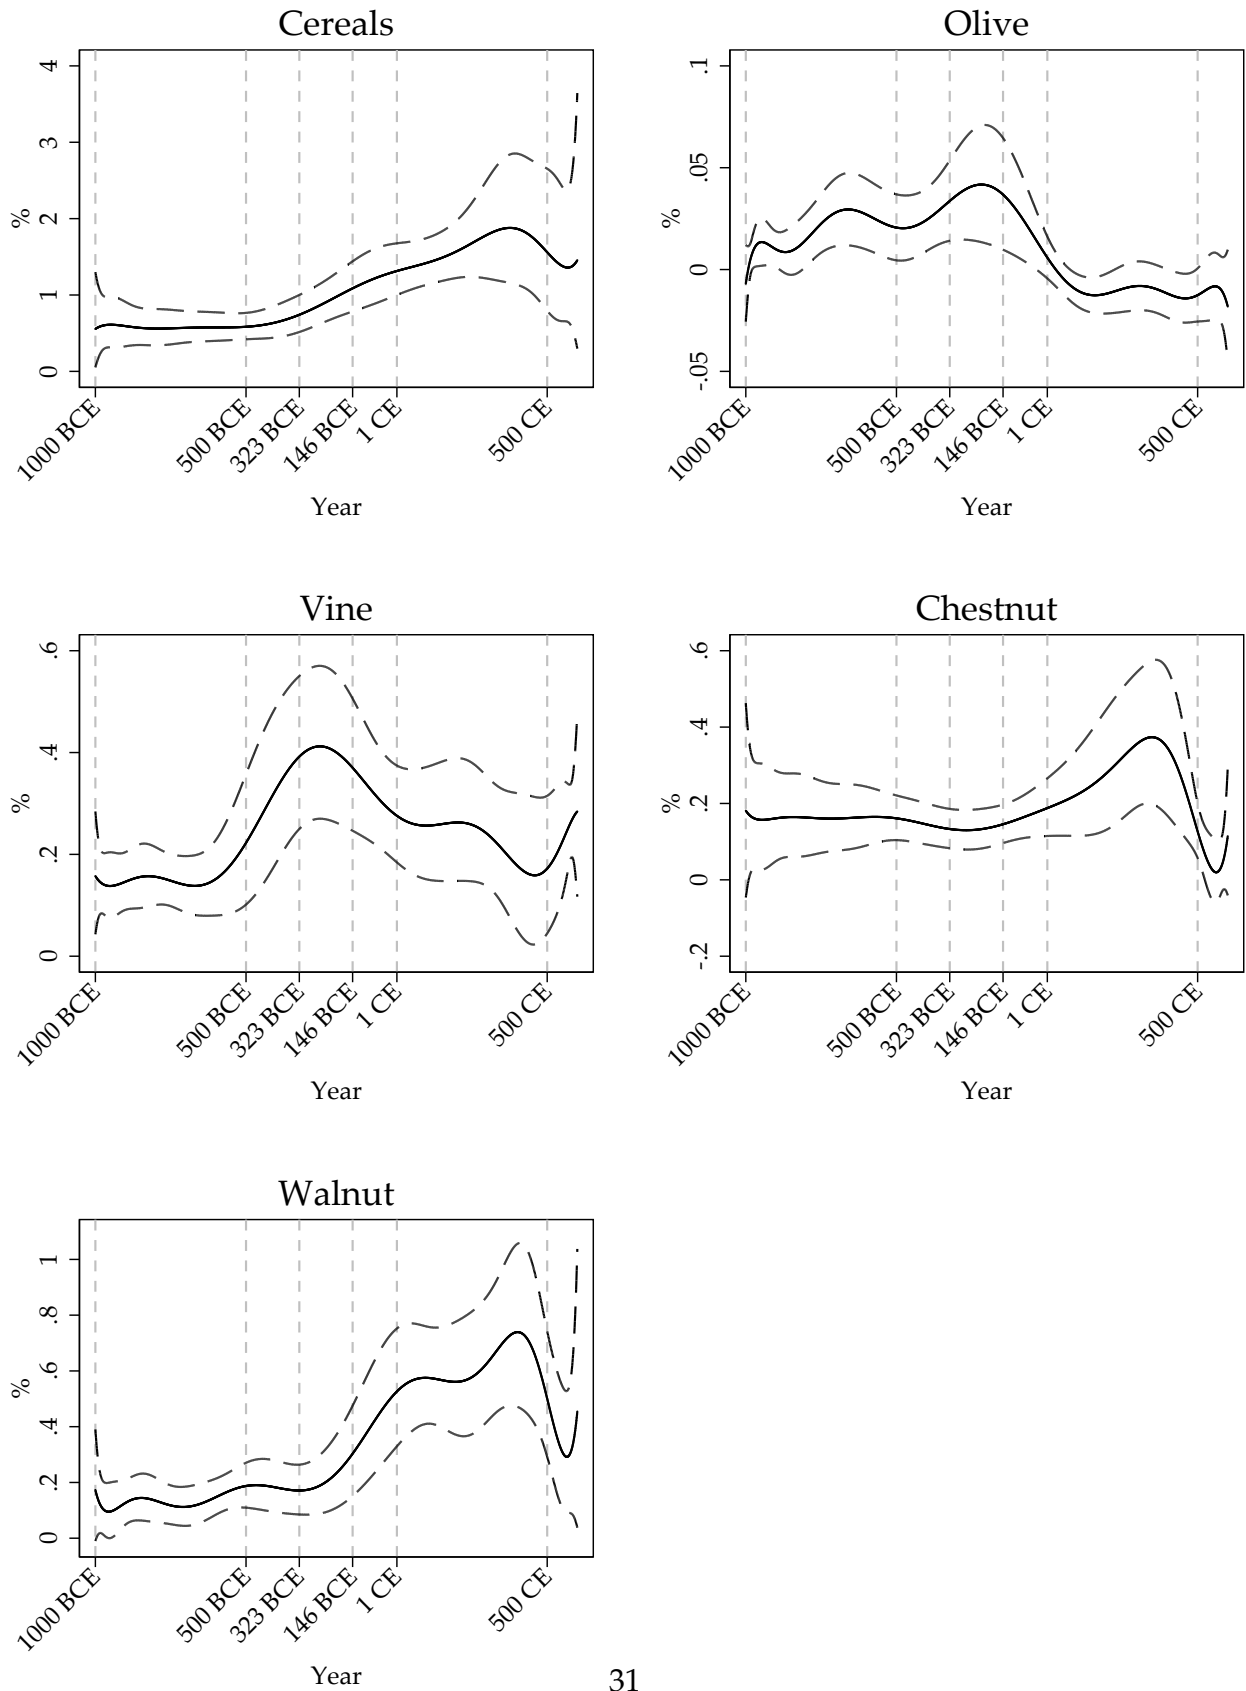 Cereals
4
3
2
1
0
%
1000 BCE
500 BCE
323 BCE
146 BCE
1 CE
500 CE
Year
Olive
.1
.05
0
-.05
%
1000 BCE
500 BCE
323 BCE
146 BCE
1 CE
500 CE
Year
Vine
.6
.4
.2
0
%
1000 BCE
500 BCE
323 BCE
146 BCE
1 CE
500 CE
Year
Chestnut
.6
.4
.2
0
-.2
%
1000 BCE
500 BCE
323 BCE
146 BCE
1 CE
500 CE
Year
Walnut
1
.8
.6
.4
.2
0
%
1000 BCE
500 BCE
323 BCE
146 BCE
1 CE
500 CE
Year
31